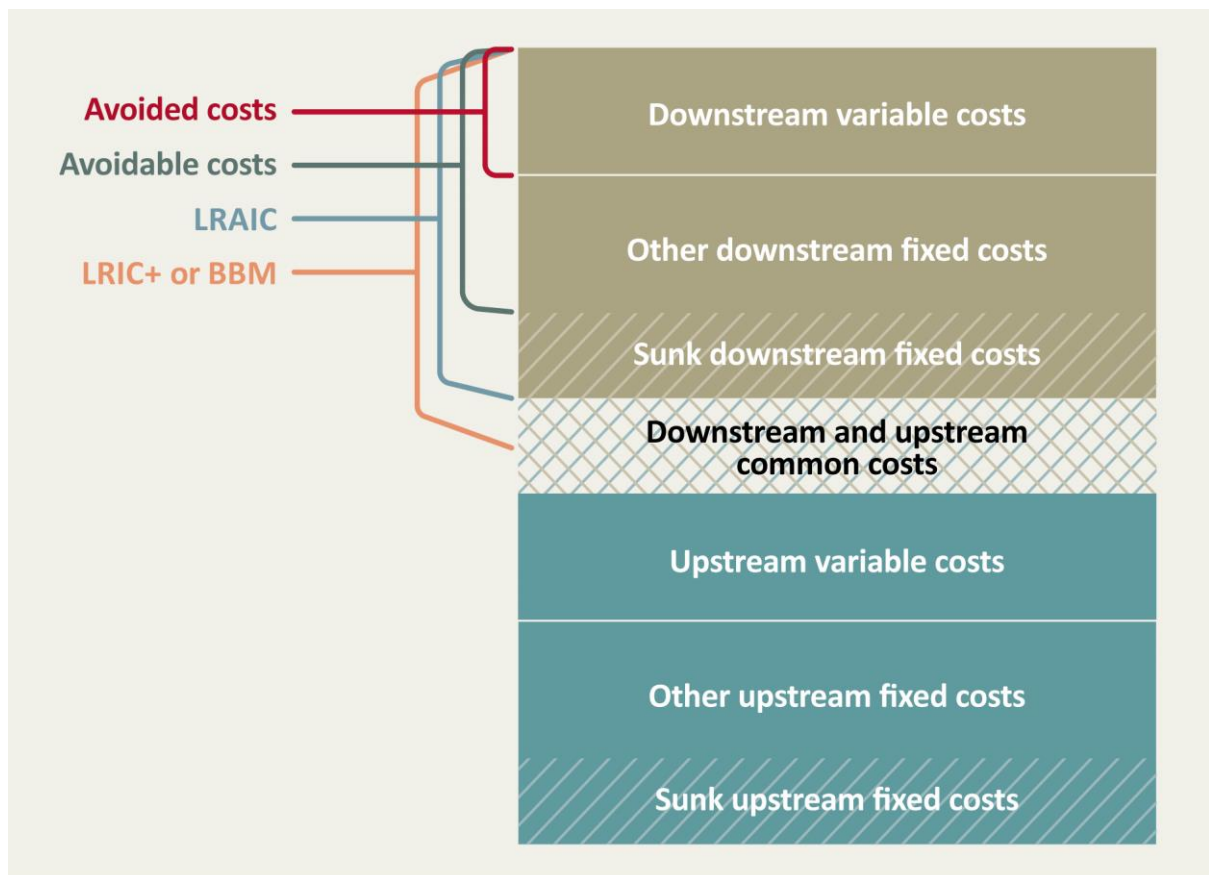 Avoided costs
Avoidable costs
LRAIC
LRIC+ or BBM
Downstream variable costs
Other downstream fixed costs
Sunk downstream fixed costs
Downstream and upstream
common costs
Upstream variable costs
Other upstream fixed costs
Sunk upstream fixed costs